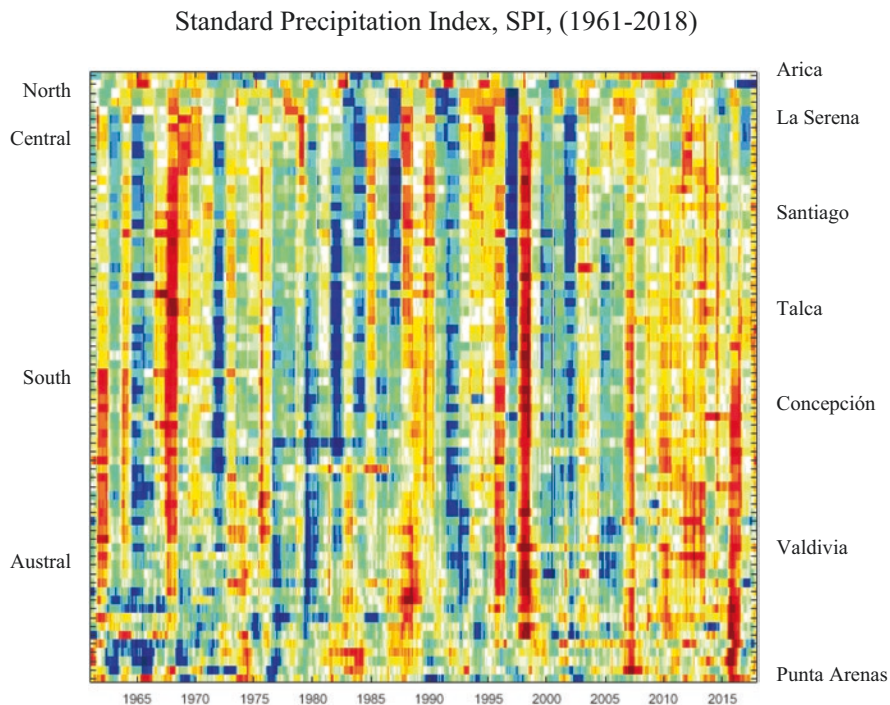 Standard Precipitation Index, SPI, (1961-2018)
North
Central
South
Austral
Arica
La Serena
Santiago
Talca
Concepción
Valdivia
Punta Arenas
1965 1970 1975 1980 1985 1990 1995 2000 2005 2010 2015